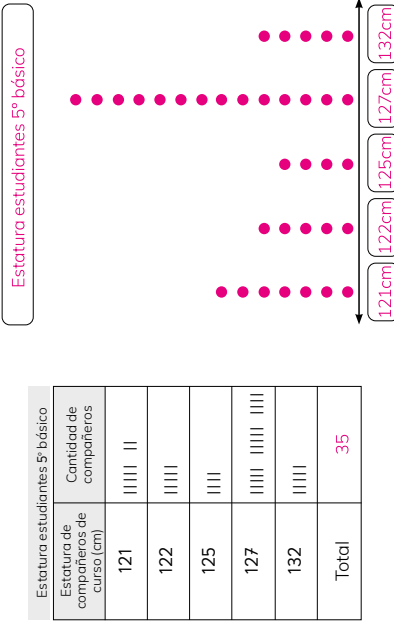 Estatura estudiantes 5° básico
Estatura de
compañeros de
curso (cm)
Cantidad de
compañeros
121
122
125
127
132
Total
35
Estatura estudiantes 5° básico
121cm
122cm
125cm
127cm
132cm